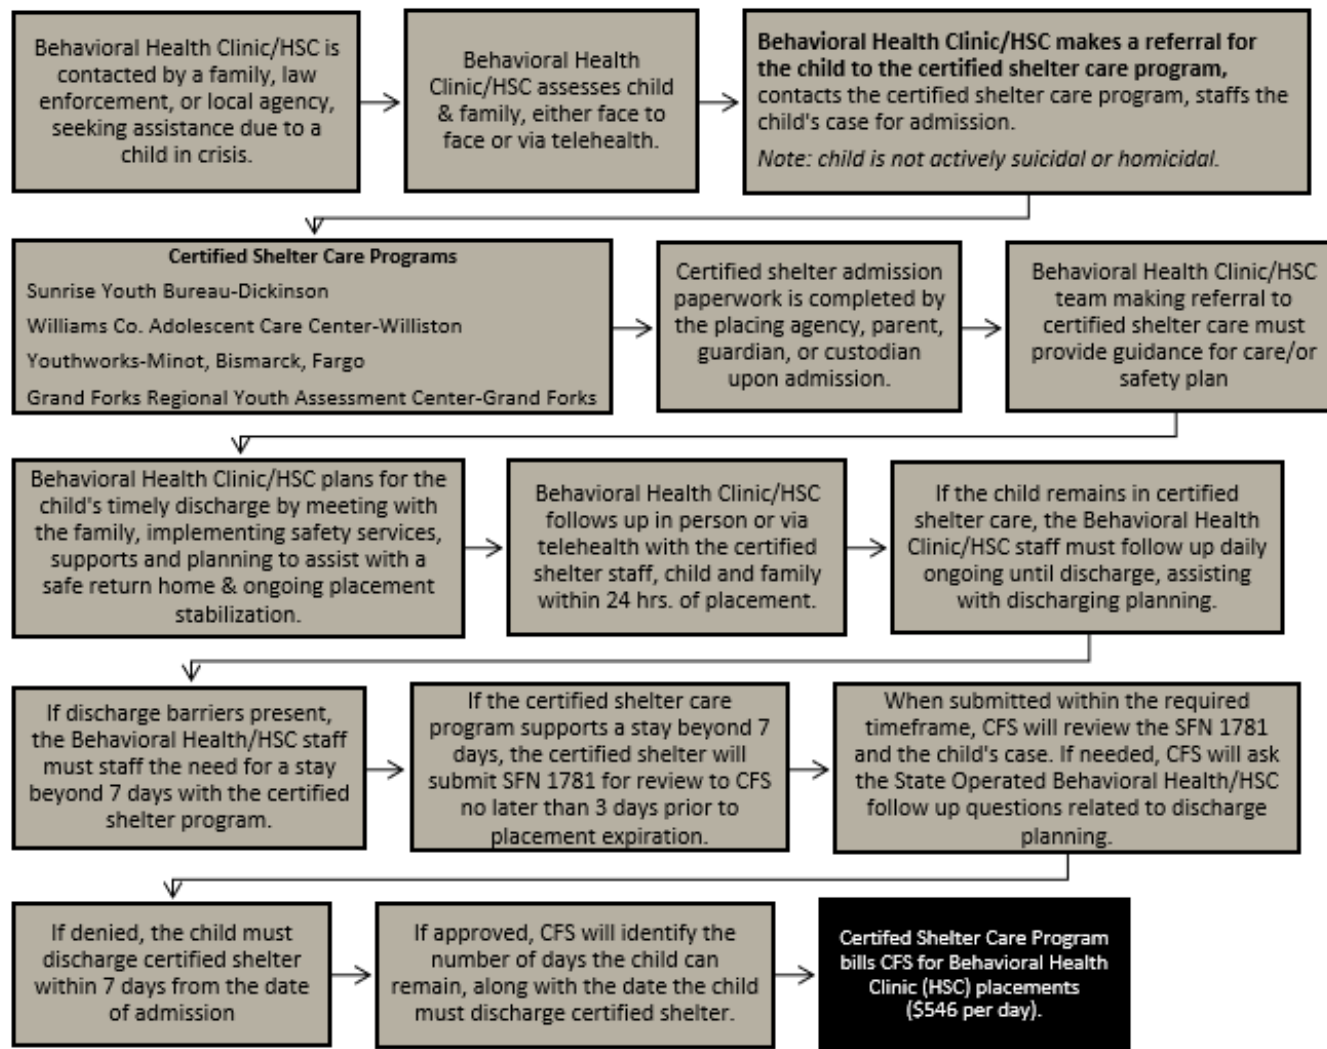 Behavioral Health Clinic/HSC is
contacted by a family, law
enforcement, or local agency,
seeking assistance due to a
child in crisis.
Behavioral Health
Clinic/HSC assesses child
& family, either face to
face or via telehealth.
Behavioral Health Clinic/HSC makes a referral for
the child to the certified shelter care program,
contacts the certified shelter care program, staffs the
child's case for admission.
Note: child is not actively suicidal or homicidal.
Certified Shelter Care Programs
Sunrise Youth Bureau-Dickinson
Williams Co. Adolescent Care Center-Williston
Youthworks-Minot, Bismarck, Fargo
Grand Forks Regional Youth Assessment Center-Grand Forks
Certified shelter admission
paperwork is completed by
the placing agency, parent,
guardian, or custodian
upon admission.
Behavioral Health Clinic/HSC
team making referral to
certified shelter care must
provide guidance for care/or
safety plan
Behavioral Health Clinic/HSC plans for the
child's timely discharge by meeting with
the family, implementing safety services,
supports and planning to assist with a
safe return home & ongoing placement
stabilization.
Behavioral Health Clinic/HSC
follows up in person or via
telehealth with the certified
shelter staff, child and family
within 24 hrs. of placement.
If the child remains in certified
shelter care, the Behavioral Health
Clinic/HSC staff must follow up daily
ongoing until discharge, assisting
with discharging planning.
If discharge barriers present,
the Behavioral Health/HSC staff
must staff the need for a stay
beyond 7 days with the certified
shelter program.
If the certified shelter care
program supports a stay beyond 7
days, the certified shelter will
submit SFN 1781 for review to CFS
no later than 3 days prior to
placement expiration.
When submitted within the required
timeframe, CFS will review the SFN 1781
and the child's case. If needed, CFS will ask
the State Operated Behavioral Health/HSC
follow up questions related to discharge
planning.
If denied, the child must
discharge certified shelter
within 7 days from the date
of admission
If approved, CFS will identify the
number of days the child can
remain, along with the date the child
must discharge certified shelter.
Certifed Shelter Care Program
bills CFS for Behavioral Health
Clinic (HSC) placements
($546 per day).